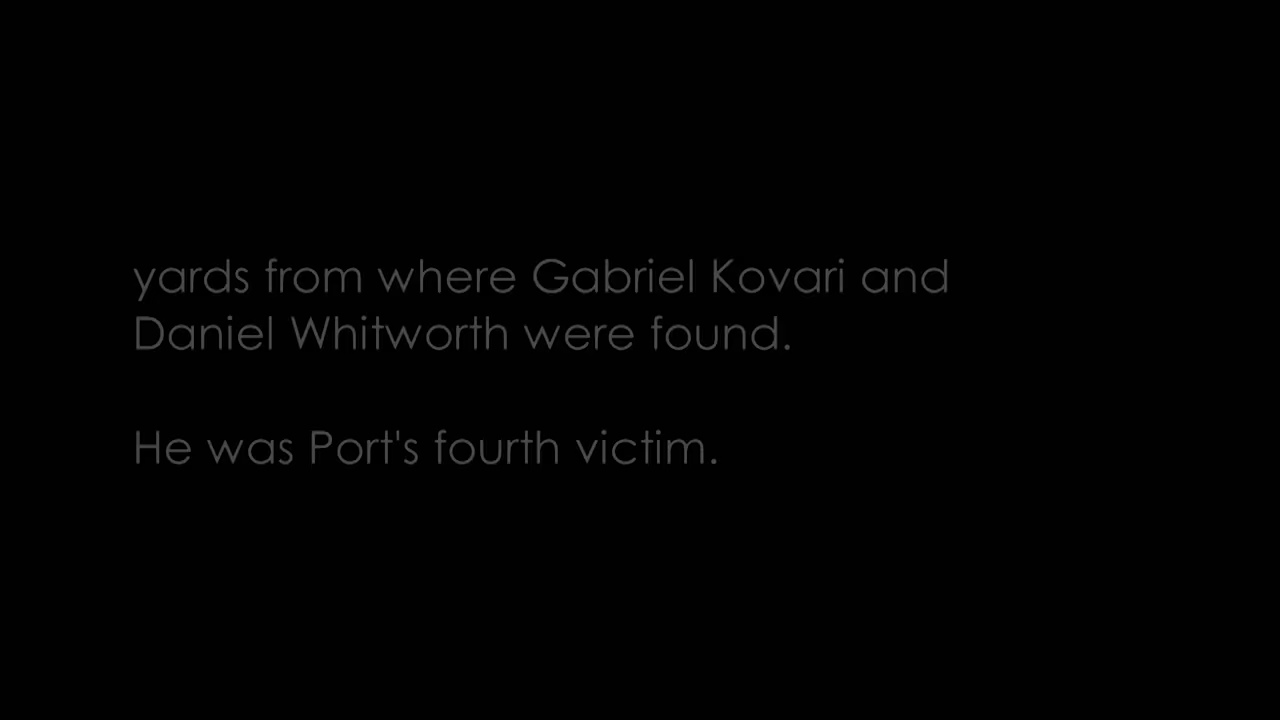 yards from where Gabriel Kovari and
Daniel Whitworth were found.
He was Port's fourth victim.